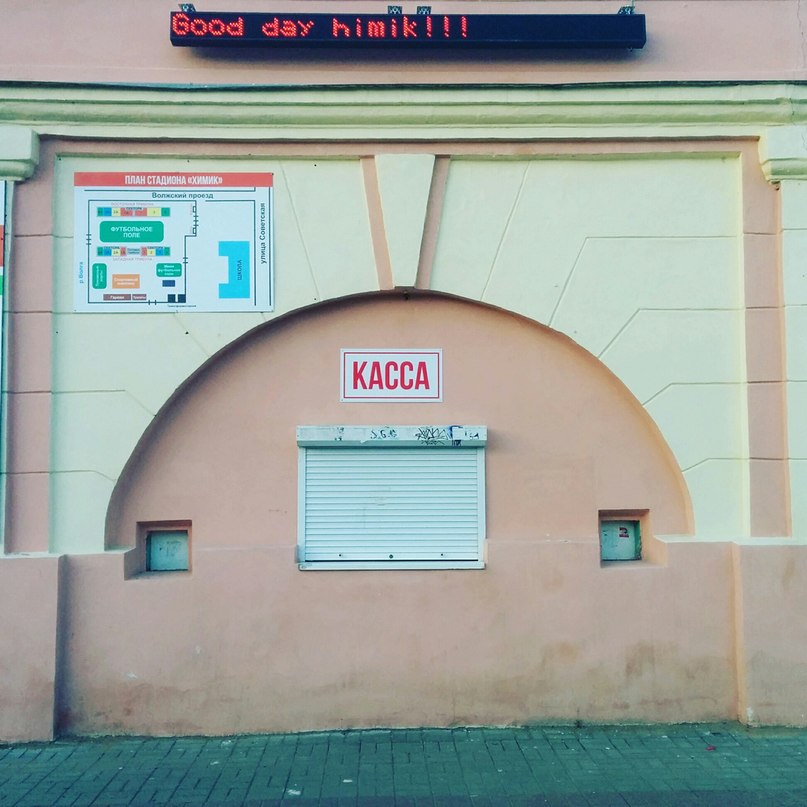 Good day himik!!!
ПЛАН СТАДИОНА «ХИМИК»
Волжский проезд
ФУТБОЛЬНОЕ
ПОЛЕ
улица Советская
р.Волга
ШКОЛА
КАССА